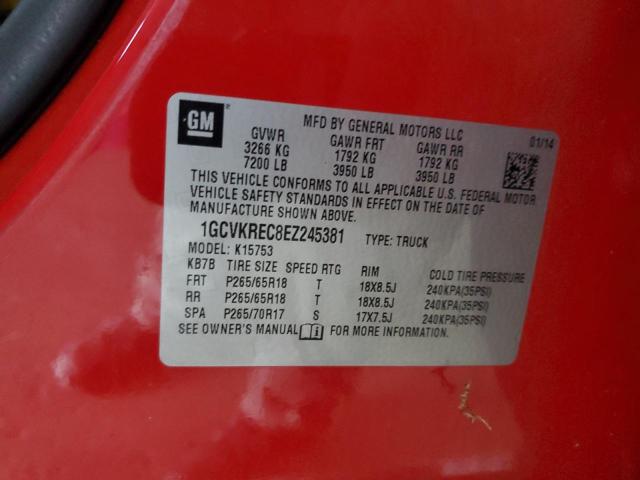 GM ®
MFD BY GENERAL MOTORS LLC 01/14
GVWR GAWR FRT GAWR RR
3266 KG 1792 KG 1792 KG
7200 LB 3950 LB 3950 LB
THIS VEHICLE CONFORMS TO ALL APPLICABLE U.S. FEDERAL MOTOR
VEHICLE SAFETY STANDARDS IN EFFECT ON THE DATE OF
MANUFACTURE SHOWN ABOVE.
1GCVKREC8EZ245381 TYPE: TRUCK
MODEL: K15753
KB7B TIRE SIZE SPEED RTG RIM COLD TIRE PRESSURE
FRT P265/65R18 T 18X8.5J 240KPA(35PSI)
RR P265/65R18 T 18X8.5J 240KPA(35PSI)
SPA P265/70R17 S 17X7.5J 240KPA(35PSI)
SEE OWNER'S MANUAL FOR MORE INFORMATION.